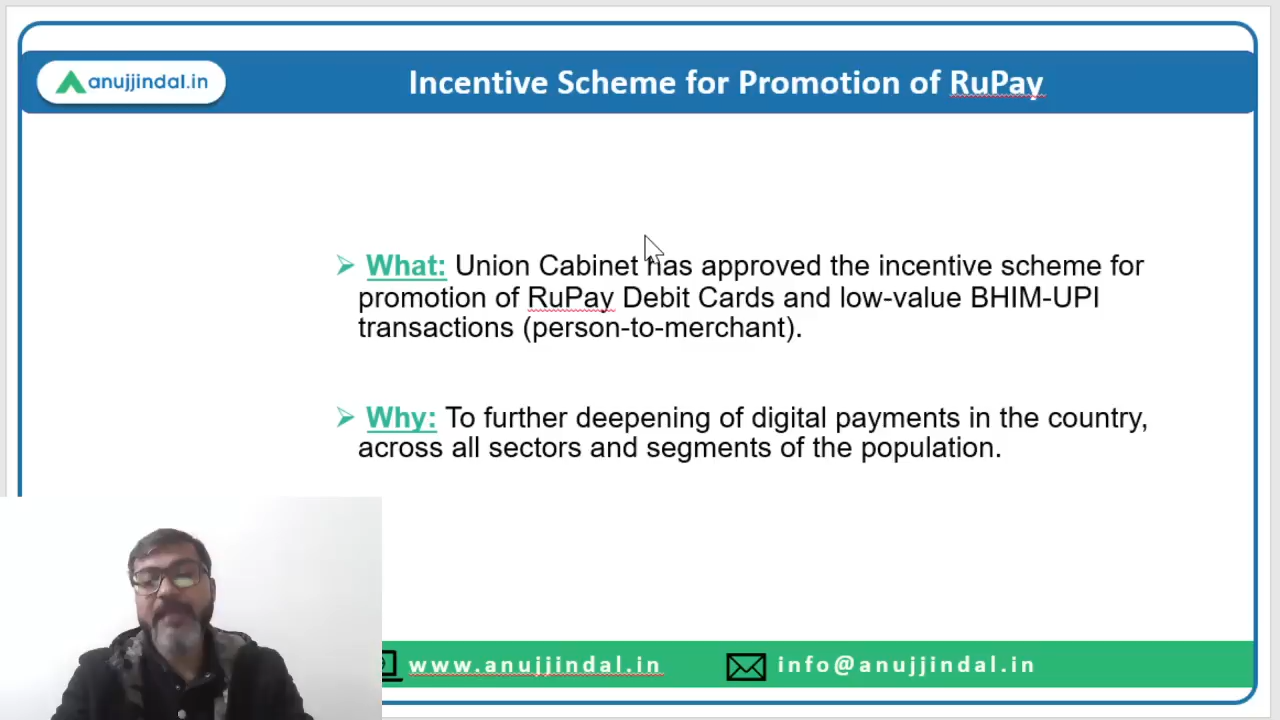 anujjindal.in
Incentive Scheme for Promotion of RuPay
➢ What: Union Cabinet has approved the incentive scheme for
promotion of RuPay Debit Cards and low-value BHIM-UPI
transactions (person-to-merchant).
➢ Why: To further deepening of digital payments in the country,
across all sectors and segments of the population.
www.anujjindal.in
info@anujjindal.in